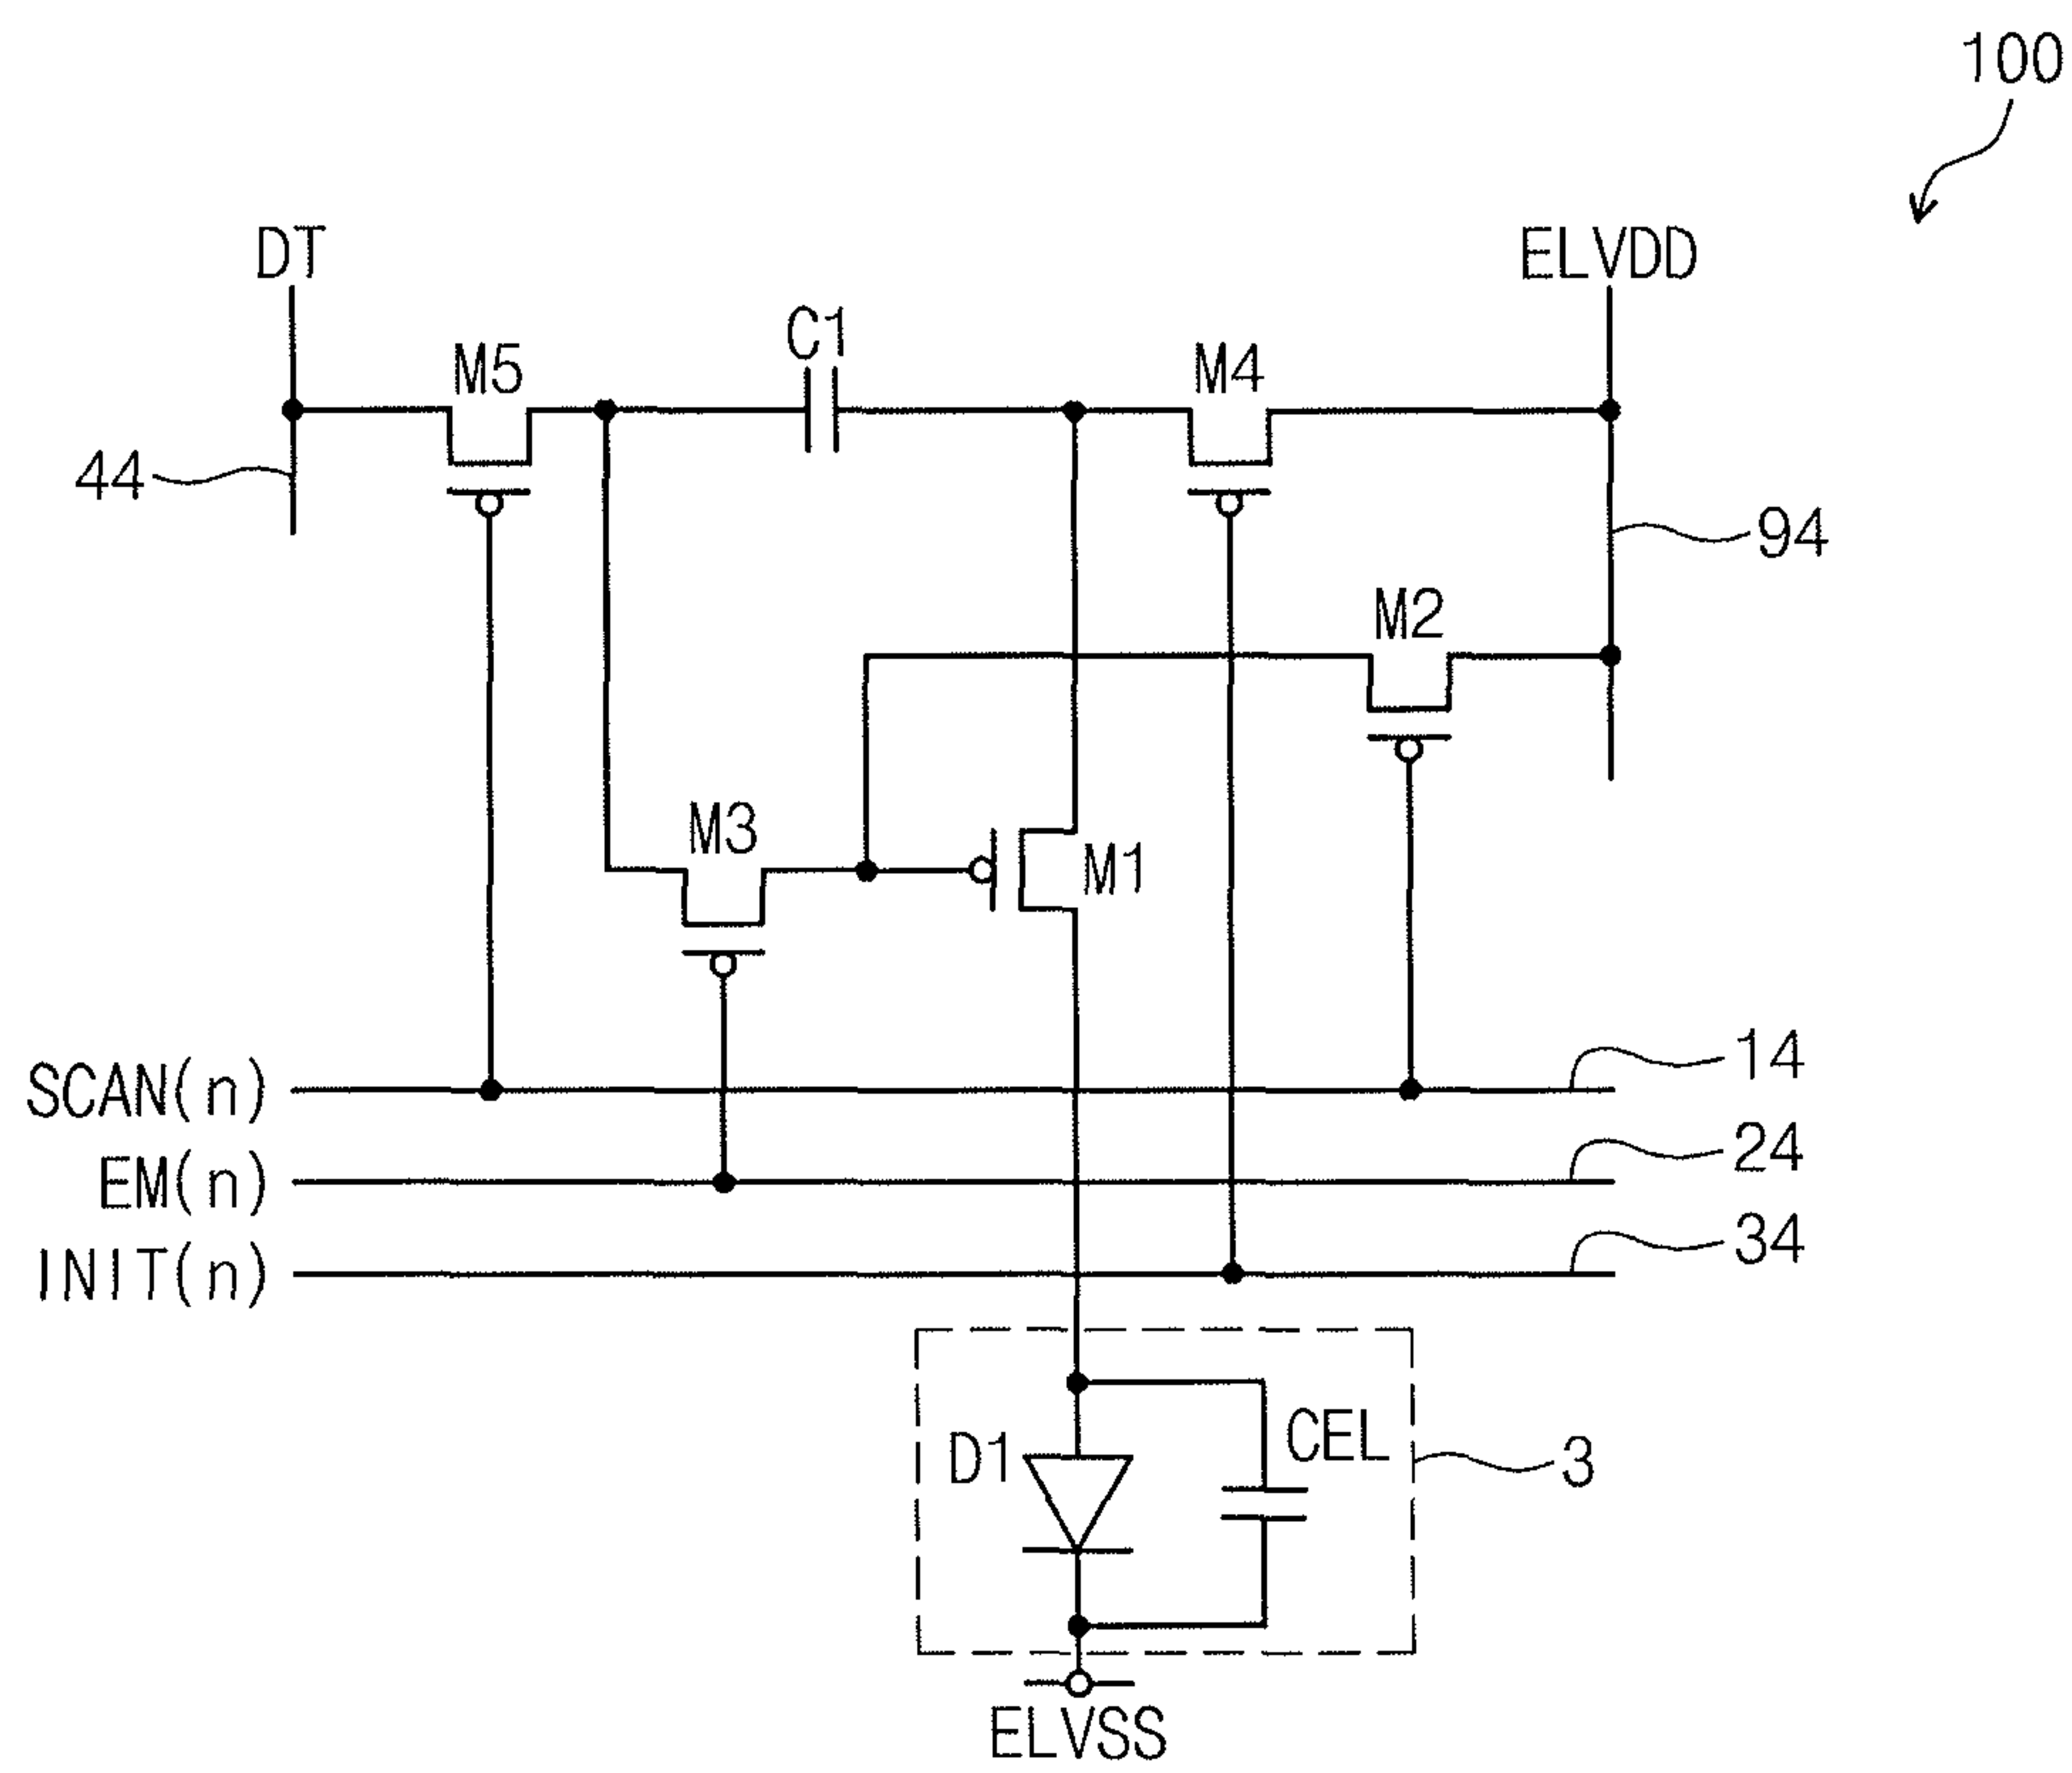 100
DT
ELVDD
C1
M5
M4
44
94
M2
M3
M1
SCAN(n)
14
EM(n)
24
INIT(n)
34
D1
CEL
3
ELVSS